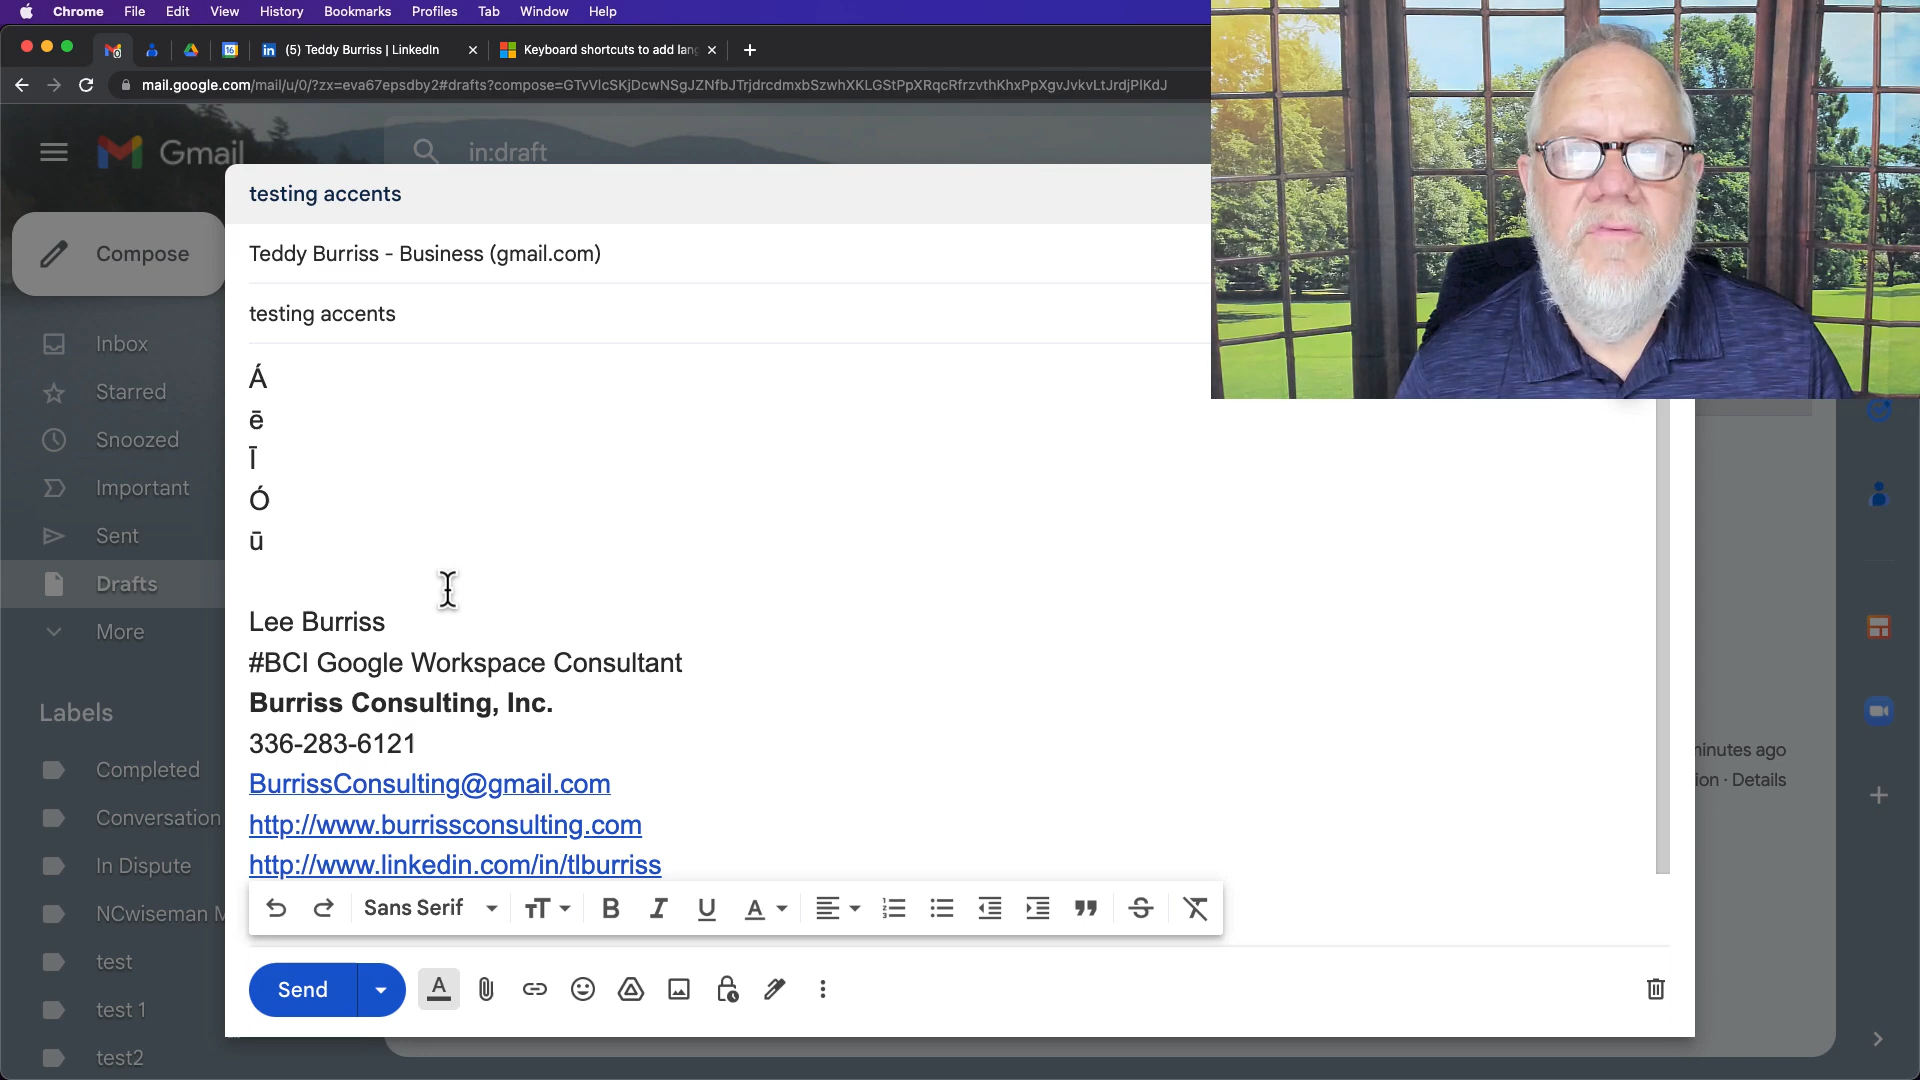 Chrome File Edit View History Bookmarks Profiles Tab Window Help
(5) Teddy Burriss | LinkedIn
Keyboard shortcuts to add lang
mail.google.com/mail/u/0/?zx=eva67epsdby2#drafts?compose=GTvVlcSKjDcwNSgJZNfbJTrjdrcdmxbSzwhXKLGStPpXRqcRfrzvthKhxPpXgvJvkvLtJrdjPlKdJ
Gmail
in:draft
Compose
Inbox
Starred
Snoozed
Important
Sent
Drafts
More
Labels
Completed
Conversation
In Dispute
NCwiseman M
test
test 1
test2
testing accents
Teddy Burriss - Business (gmail.com)
testing accents
Á
ē
Ī
Ó
ū
Lee Burriss
#BCI Google Workspace Consultant
Burriss Consulting, Inc.
336-283-6121
BurrissConsulting@gmail.com
http://www.burrissconsulting.com
http://www.linkedin.com/in/tlburriss
Sans Serif
Send
minutes ago
Details